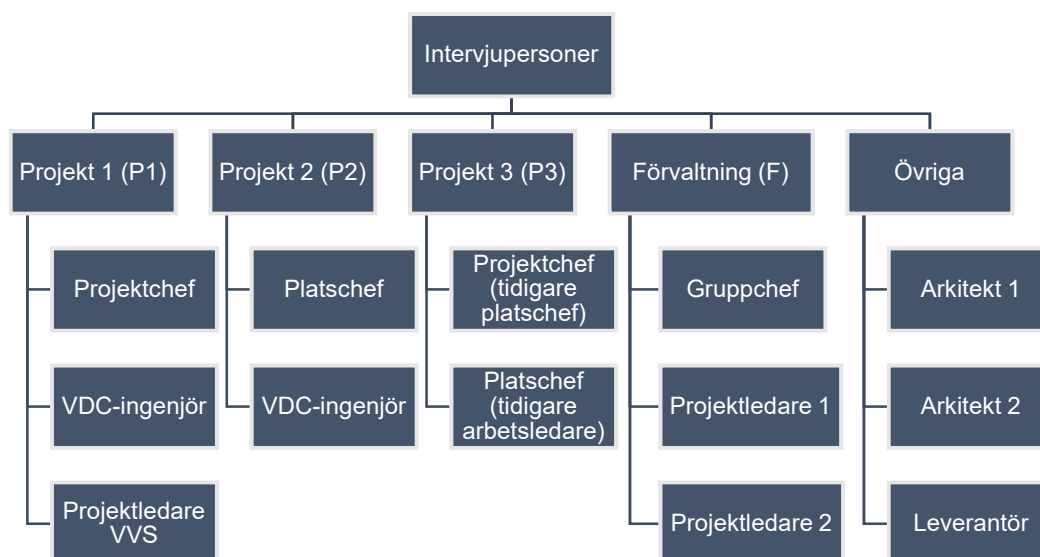 Intervjupersoner
Projekt 1 (P1)
Projekt 2 (P2)
Projekt 3 (P3)
Förvaltning (F)
Övriga
Projektchef
Platschef
Projektchef
(tidigare
platschef)
Gruppchef
Arkitekt 1
VDC-ingenjör
VDC-ingenjör
Platschef
(tidigare
arbetsledare)
Projektledare 1
Arkitekt 2
Projektledare
VVS
Projektledare 2
Leverantör